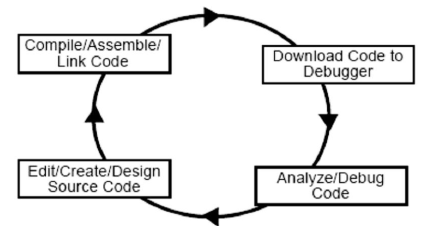 Compile/Assemble/
Link Code
Download Code to
Debugger
Edit/Create/Design
Source Code
Analyze/Debug
Code